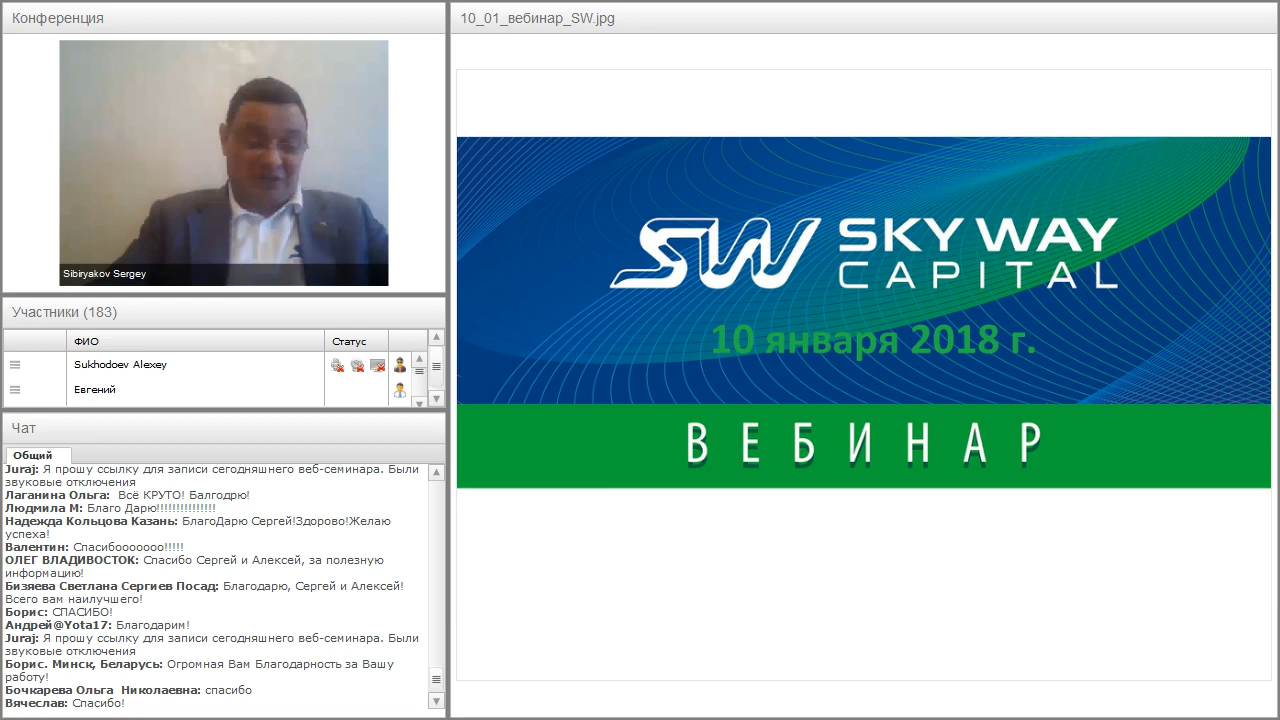 Конференция
Sibiryakov Sergey
Участники (183)
ФИО
Статус
Sukhodoev Alexey
Евгений
Чат
Общий
Juraj: Я прошу ссылку для записи сегодняшнего веб-семинара. Были
звуковые отключения
Лаганина Ольга: Всё КРУТО! Балгодрю!
Людмила М: Благо Дарю!!!!!!!!!!!!!!!
Надежда Кольцова Казань: БлагоДарю Сергей!Здорово!Желаю
успеха!
Валентин: Спасибооооооо!!!!!
ОЛЕГ ВЛАДИВОСТОК: Спасибо Сергей и Алексей, за полезную
информацию!
Бизяева Светлана Сергиев Посад: Благодарю, Сергей и Алексей!
Всего вам наилучшего!
Борис: СПАСИБО!
Андрей@Yota17: Благодарим!
Juraj: Я прошу ссылку для записи сегодняшнего веб-семинара. Были
звуковые отключения
Борис. Минск, Беларусь: Огромная Вам Благодарность за Вашу
работу!
Бочкарева Ольга Николаевна: спасибо
Вячеслав: Спасибо!
10_01_вебинар_SW.jpg
SW SKY WAY
CAPITAL
10 января 2018 г.
ВЕБИНАР